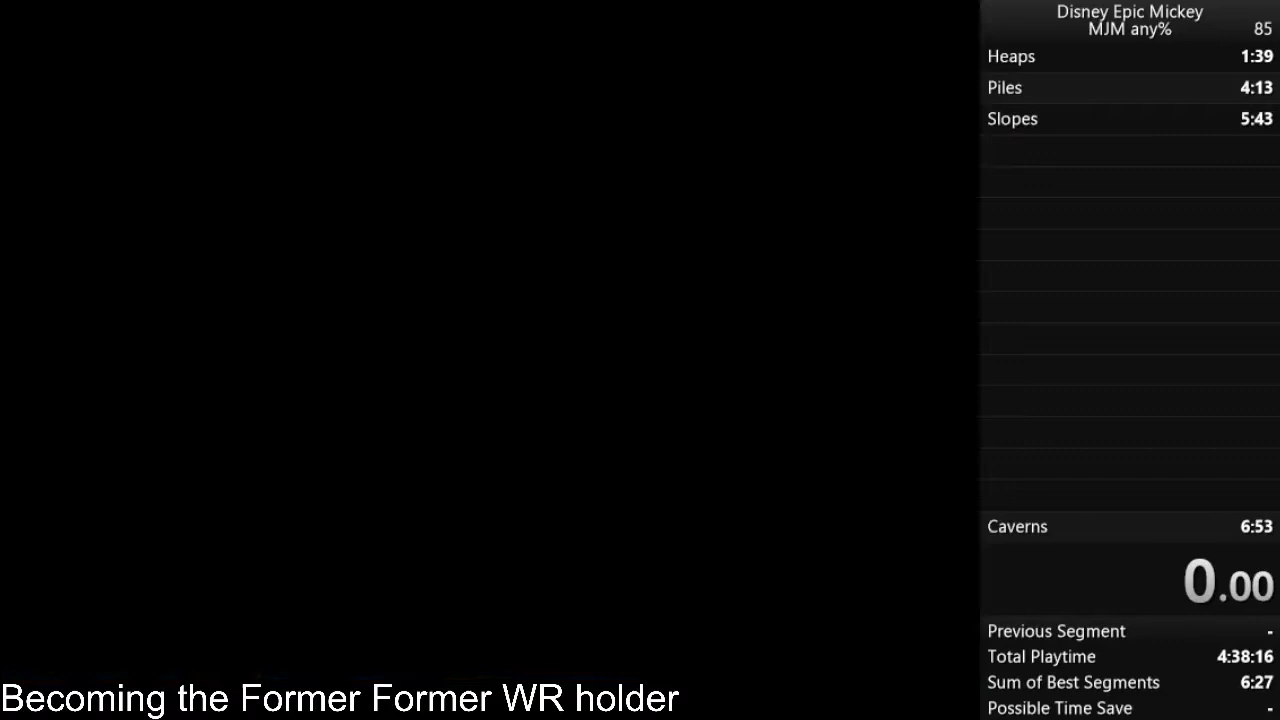 Disney Epic Mickey
MJM any% 85
Heaps 1:39
Piles 4:13
Slopes 5:43
Caverns 6:53
0.00
Previous Segment -
Total Playtime 4:38:16
Sum of Best Segments 6:27
Possible Time Save -
Becoming the Former Former WR holder